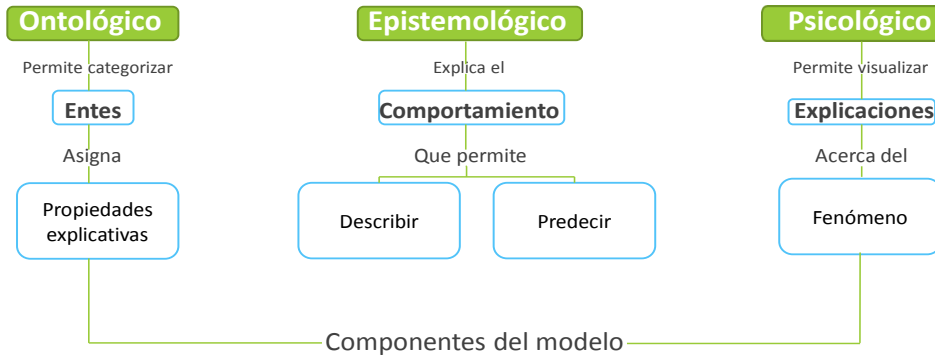 Ontológico
Permite categorizar
Entes
Asigna
Propiedades
explicativas
Epistemológico
Explica el
Comportamiento
Que permite
Describir
Predecir
Psicológico
Permite visualizar
Explicaciones
Acerca del
Fenómeno
Componentes del modelo